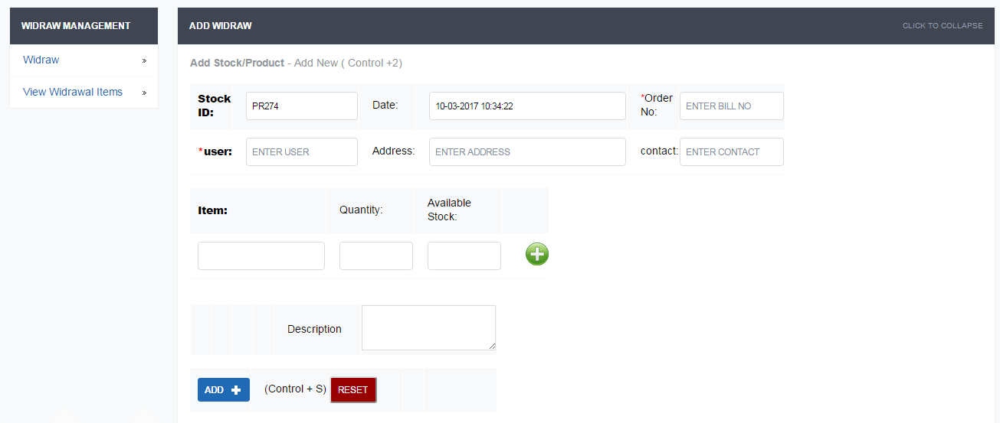 WIDRAW MANAGEMENT
Widraw »
View Widrawal Items »
ADD WIDRAW CLICK TO COLLAPSE
Add Stock/Product - Add New ( Control +2)
Stock
ID:
PR274
Date:
10-03-2017 10:34:22
*Order
No:
ENTER BILL NO
*user:
ENTER USER
Address:
ENTER ADDRESS
contact:
ENTER CONTACT
Item:
Quantity:
Available
Stock:
Description
ADD
(Control + S)
RESET